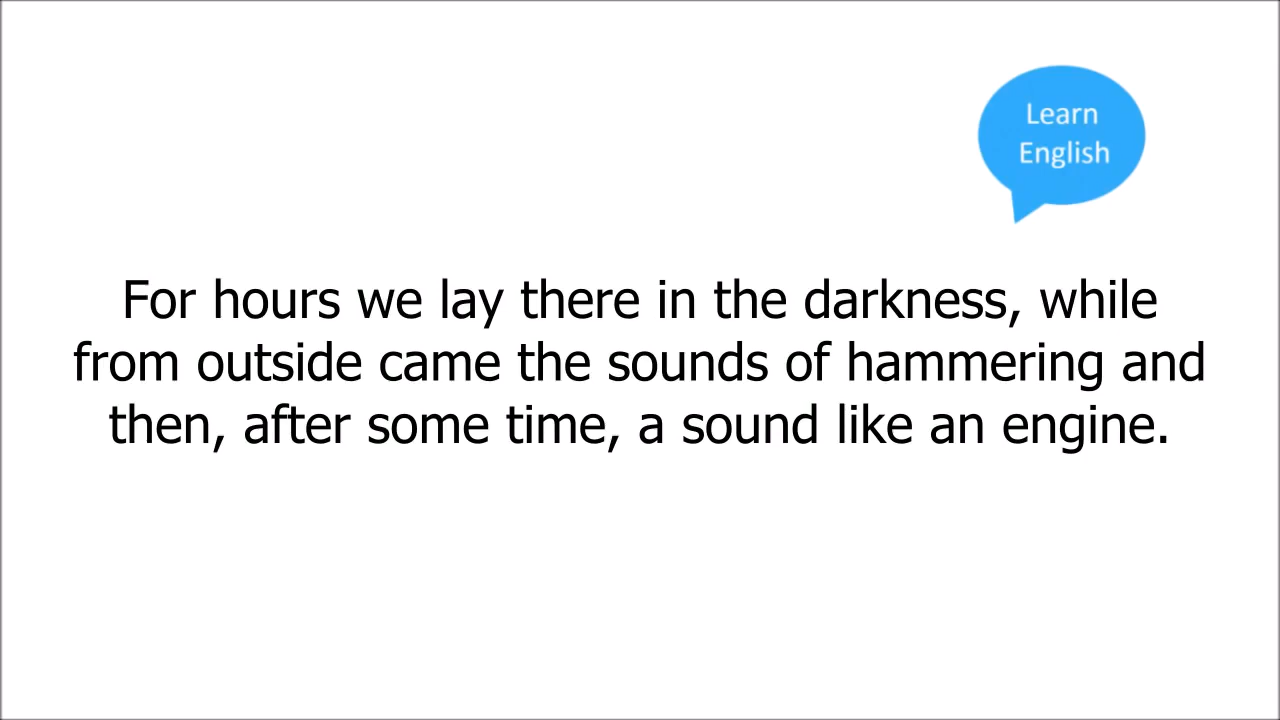 Learn
English
For hours we lay there in the darkness, while
from outside came the sounds of hammering and
then, after some time, a sound like an engine.